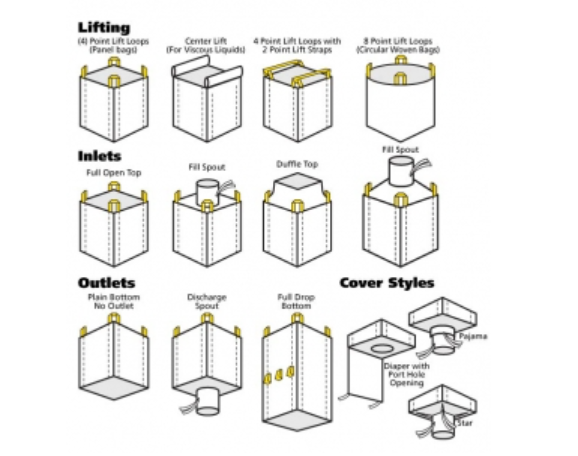 Lifting
(4) Point Lift Loops
(Panel bags)
Center Lift
(For Viscous Liquids)
4 Point Lift Loops with
2 Point Lift Straps
8 Point Lift Loops
(Circular Woven Bags)
Inlets
Full Open Top
Fill Spout
Duffle Top
Fill Spout
Outlets
Plain Bottom
No Outlet
Discharge
Spout
Full Drop
Bottom
Cover Styles
Diaper with
Port Hole
Opening
Pajama
Star